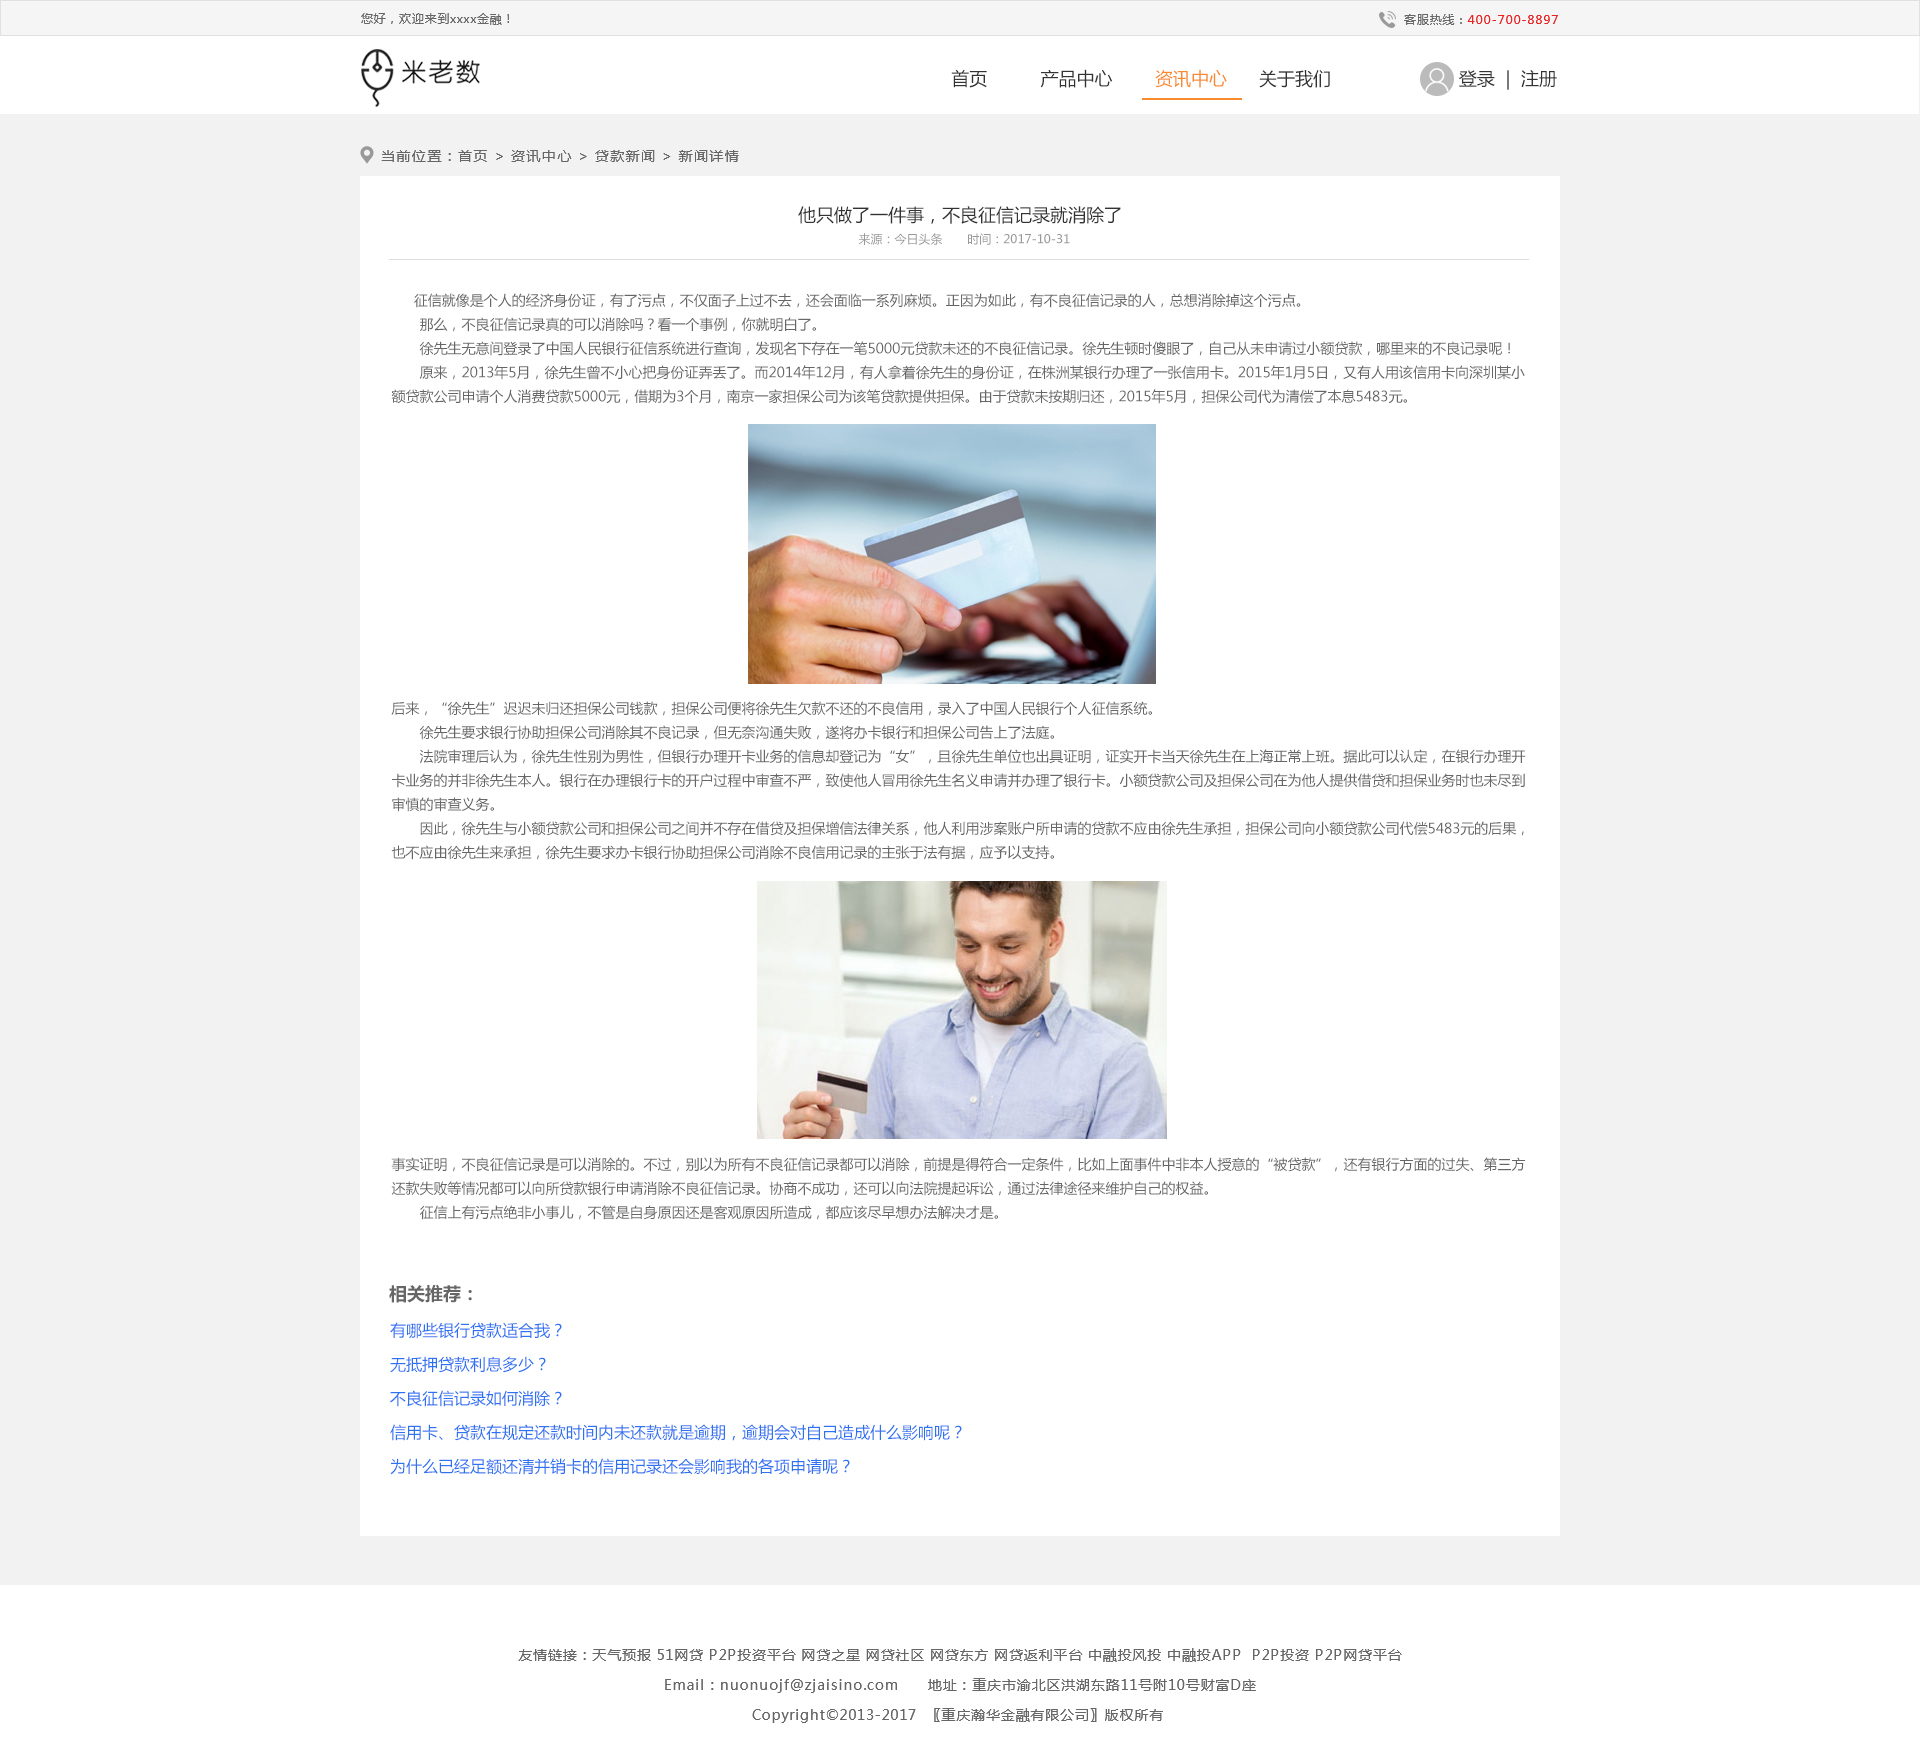 您好，欢迎来到xxxx金融！
客服热线：400-700-8897
米老数
首页 产品中心 资讯中心 关于我们 登录 | 注册
当前位置：首页 > 资讯中心 > 贷款新闻 > 新闻详情
他只做了一件事，不良征信记录就消除了
来源：今日头条 时间：2017-10-31
征信就像是个人的经济身份证，有了污点，不仅面子上过不去，还会面临一系列麻烦。正因为如此，有不良征信记录的人，总想消除掉这个污点。
那么，不良征信记录真的可以消除吗？看一个事例，你就明白了。
徐先生无意间登录了中国人民银行征信系统进行查询，发现名下存在一笔5000元贷款未还的不良征信记录。徐先生顿时傻眼了，自己从未申请过小额贷款，哪里来的不良记录呢！
原来，2013年5月，徐先生曾不小心把身份证弄丢了。而2014年12月，有人拿着徐先生的身份证，在株洲某银行办理了一张信用卡。2015年1月5日，又有人用该信用卡向深圳某小
额贷款公司申请个人消费贷款5000元，借期为3个月，南京一家担保公司为该笔贷款提供担保。由于贷款未按期归还，2015年5月，担保公司代为清偿了本息5483元。
后来，“徐先生”迟迟未归还担保公司钱款，担保公司便将徐先生欠款不还的不良信用，录入了中国人民银行个人征信系统。
徐先生要求银行协助担保公司消除其不良记录，但无奈沟通失败，遂将办卡银行和担保公司告上了法庭。
法院审理后认为，徐先生性别为男性，但银行办理开卡业务的信息却登记为“女”，且徐先生单位也出具证明，证实开卡当天徐先生在上海正常上班。据此可以认定，在银行办理开
卡业务的并非徐先生本人。银行在办理银行卡的开户过程中审查不严，致使他人冒用徐先生名义申请并办理了银行卡。小额贷款公司及担保公司在为他人提供借贷和担保业务时也未尽到
审慎的审查义务。
因此，徐先生与小额贷款公司和担保公司之间并不存在借贷及担保增信法律关系，他人利用涉案账户所申请的贷款不应由徐先生承担，担保公司向小额贷款公司代偿5483元的后果，
也不应由徐先生来承担，徐先生要求办卡银行协助担保公司消除不良信用记录的主张于法有据，应予以支持。
事实证明，不良征信记录是可以消除的。不过，别以为所有不良征信记录都可以消除，前提是得符合一定条件，比如上面事件中非本人授意的“被贷款”，还有银行方面的过失、第三方
还款失败等情况都可以向所贷款银行申请消除不良征信记录。协商不成功，还可以向法院提起诉讼，通过法律途径来维护自己的权益。
征信上有污点绝非小事儿，不管是自身原因还是客观原因所造成，都应该尽早想办法解决才是。
相关推荐：
有哪些银行贷款适合我？
无抵押贷款利息多少？
不良征信记录如何消除？
信用卡、贷款在规定还款时间内未还款就是逾期，逾期会对自己造成什么影响呢？
为什么已经足额还清并销卡的信用记录还会影响我的各项申请呢？
友情链接：天气预报 51网贷 P2P投资平台 网贷之星 网贷社区 网贷东方 网贷返利平台 中融投风投 中融投APP P2P投资 P2P网贷平台
Email：nuonuojf@zjaisino.com 地址：重庆市渝北区洪湖东路11号附10号财富D座
Copyright©2013-2017 〖重庆瀚华金融有限公司〗版权所有